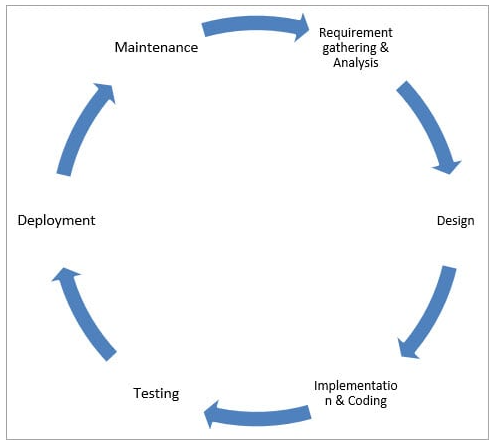 Maintenance
Requirement
gathering &
Analysis
Design
Implementatio
n & Coding
Testing
Deployment